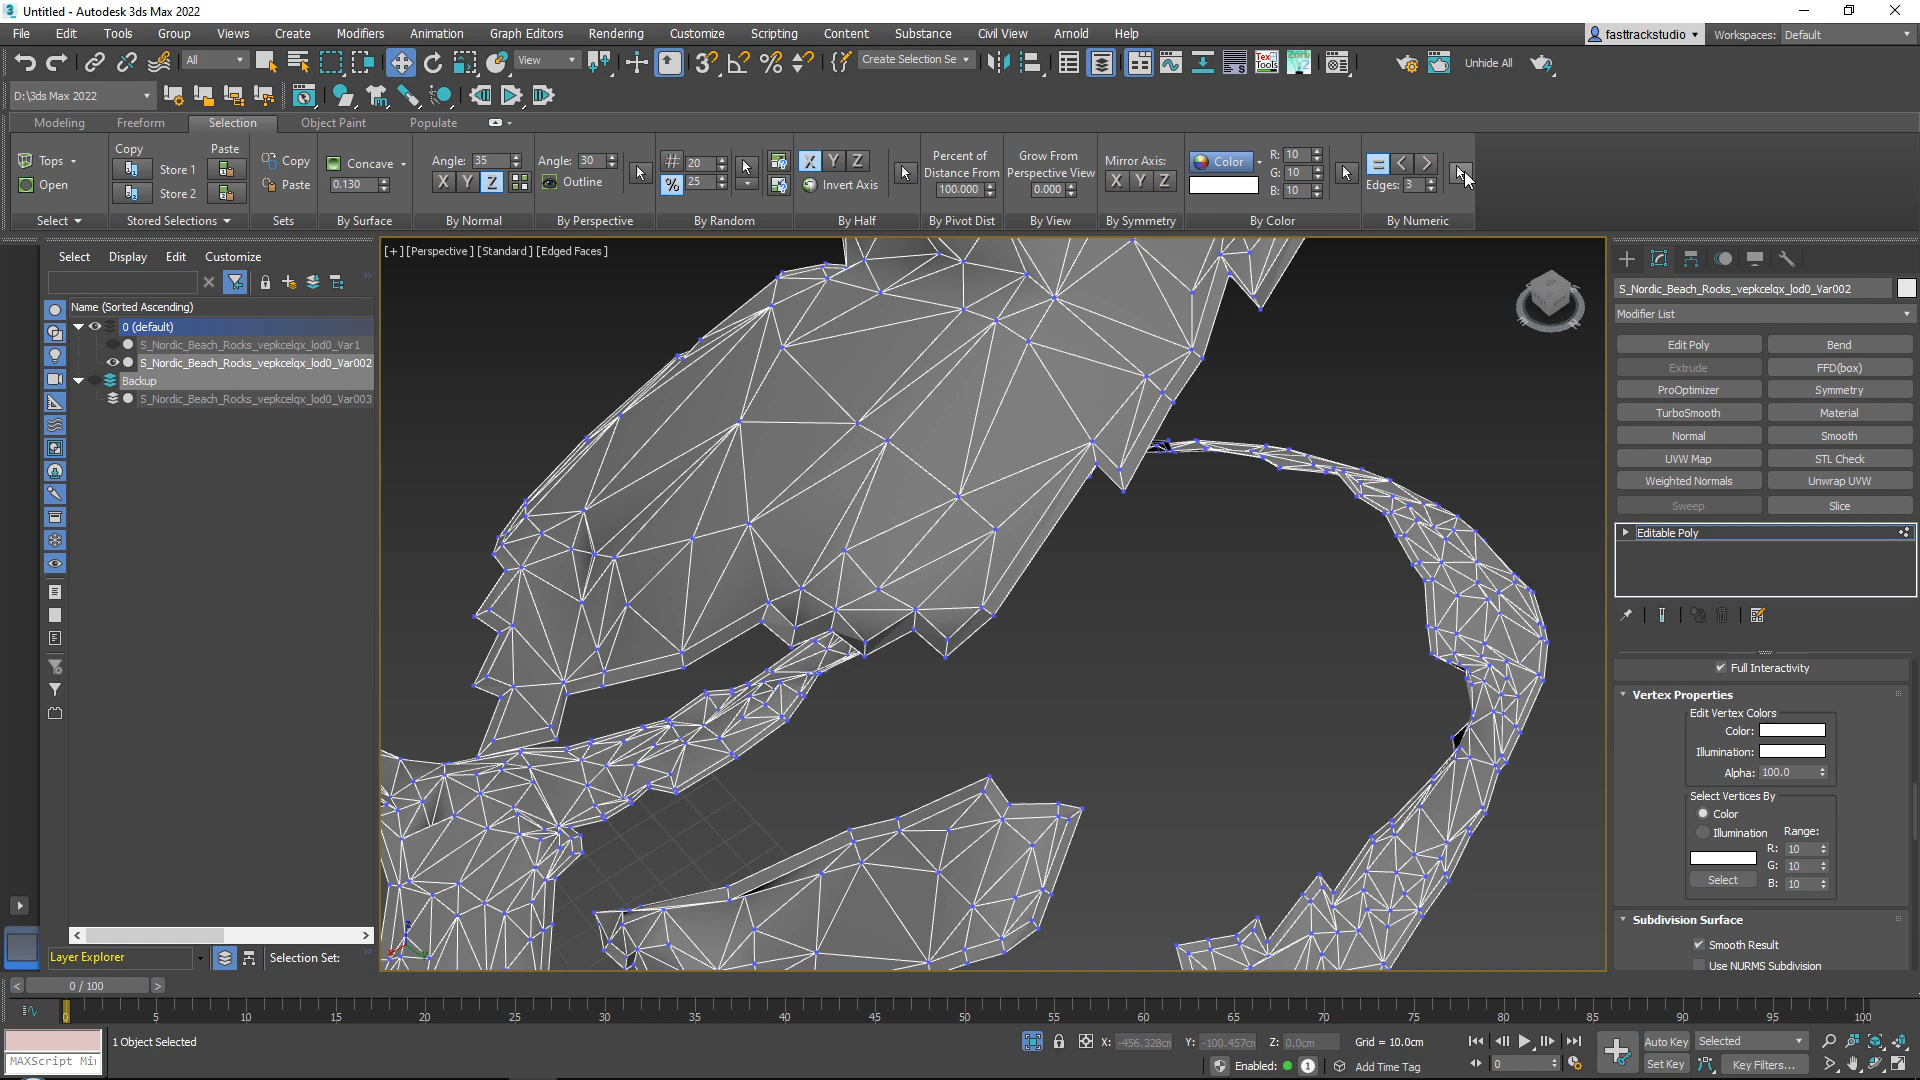 Untitled - Autodesk 3ds Max 2022
File Edit Tools Group Views Create Modifiers Animation Graph Editors Rendering Customize Scripting Content Substance Civil View Arnold Help
fasttrackstudio Workspaces: Default
All View Create Selection Se Unhide All
D:\3ds Max 2022
Modeling Freeform Selection Object Paint Populate
Tops Open
Copy Paste
Store 1
Store 2
Copy
Paste
Concave
0.130
Angle: 35
X Y Z
Angle: 30
Outline
20
25
X Y Z
Invert Axis
Percent of Distance From
100.000
Grow From Perspective View
0.000
Mirror Axis:
X Y Z
Color
R: 10
G: 10
B: 10
Edges: 3
Select Stored Selections Sets By Surface By Normal By Perspective By Random By Half By Pivot Dist By View By Symmetry By Color By Numeric
Select Display Edit Customize
Name (Sorted Ascending)
0 (default)
S_Nordic_Beach_Rocks_vepkcelqx_lod0_Var1
S_Nordic_Beach_Rocks_vepkcelqx_lod0_Var002
Backup
S_Nordic_Beach_Rocks_vepkcelqx_lod0_Var003
Layer Explorer Selection Set:
[+] [Perspective] [Standard] [Edged Faces]
S_Nordic_Beach_Rocks_vepkcelqx_lod0_Var002
Modifier List
Edit Poly Bend
Extrude FFD(box)
ProOptimizer Symmetry
TurboSmooth Material
Normal Smooth
UVW Map STL Check
Weighted Normals Unwrap UVW
Sweep Slice
Editable Poly
Full Interactivity
Vertex Properties
Edit Vertex Colors
Color:
Illumination:
Alpha: 100.0
Select Vertices By
Color
Illumination Range:
R: 10
G: 10
Select B: 10
Subdivision Surface
Smooth Result
Use NURMS Subdivision
0 / 100
0 5 10 15 20 25 30 35 40 45 50 55 60 65 70 75 80 85 90 95 100
MAXScript Mi
1 Object Selected
X: -456.328cm Y: -100.457cm Z: 0.0cm Grid = 10.0cm
Enabled: 1 Add Time Tag
0
Auto Key Selected
Set Key Key Filters...